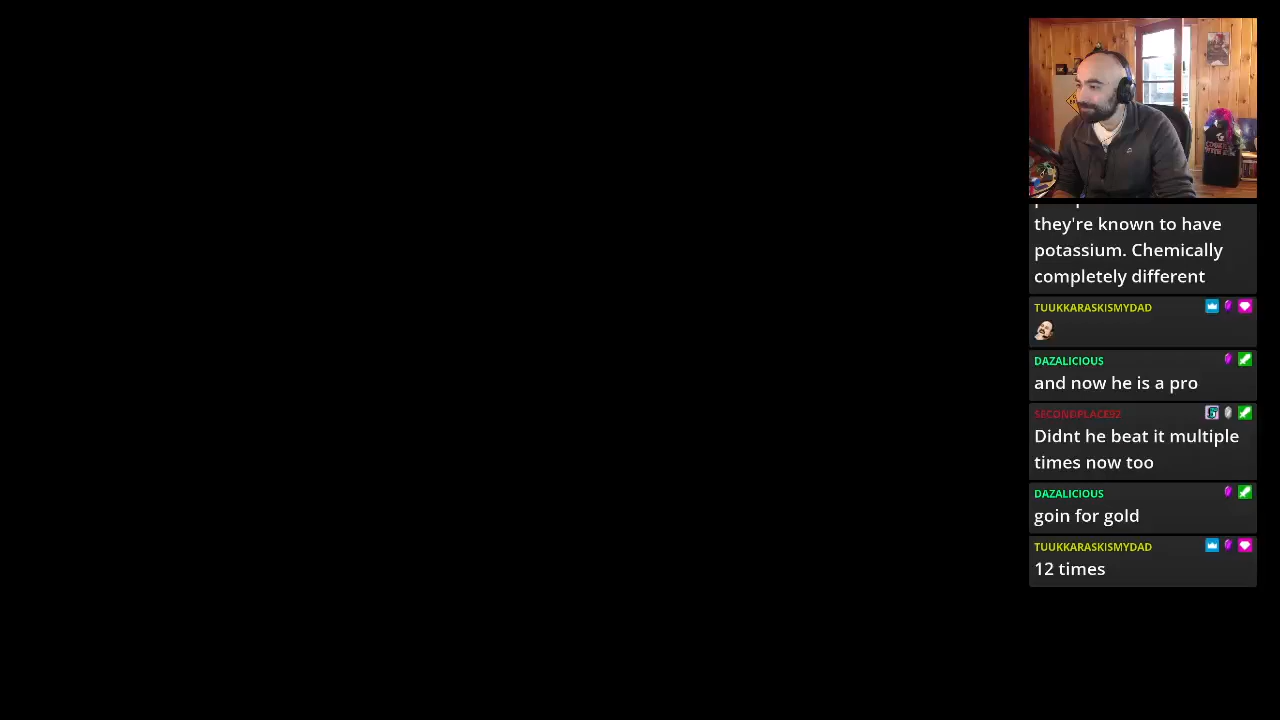 they're known to have
potassium. Chemically
completely different
TUUKKARASKISMYDAD
DAZALICIOUS
and now he is a pro
SECONDPLACE92
Didnt he beat it multiple
times now too
DAZALICIOUS
goin for gold
TUUKKARASKISMYDAD
12 times